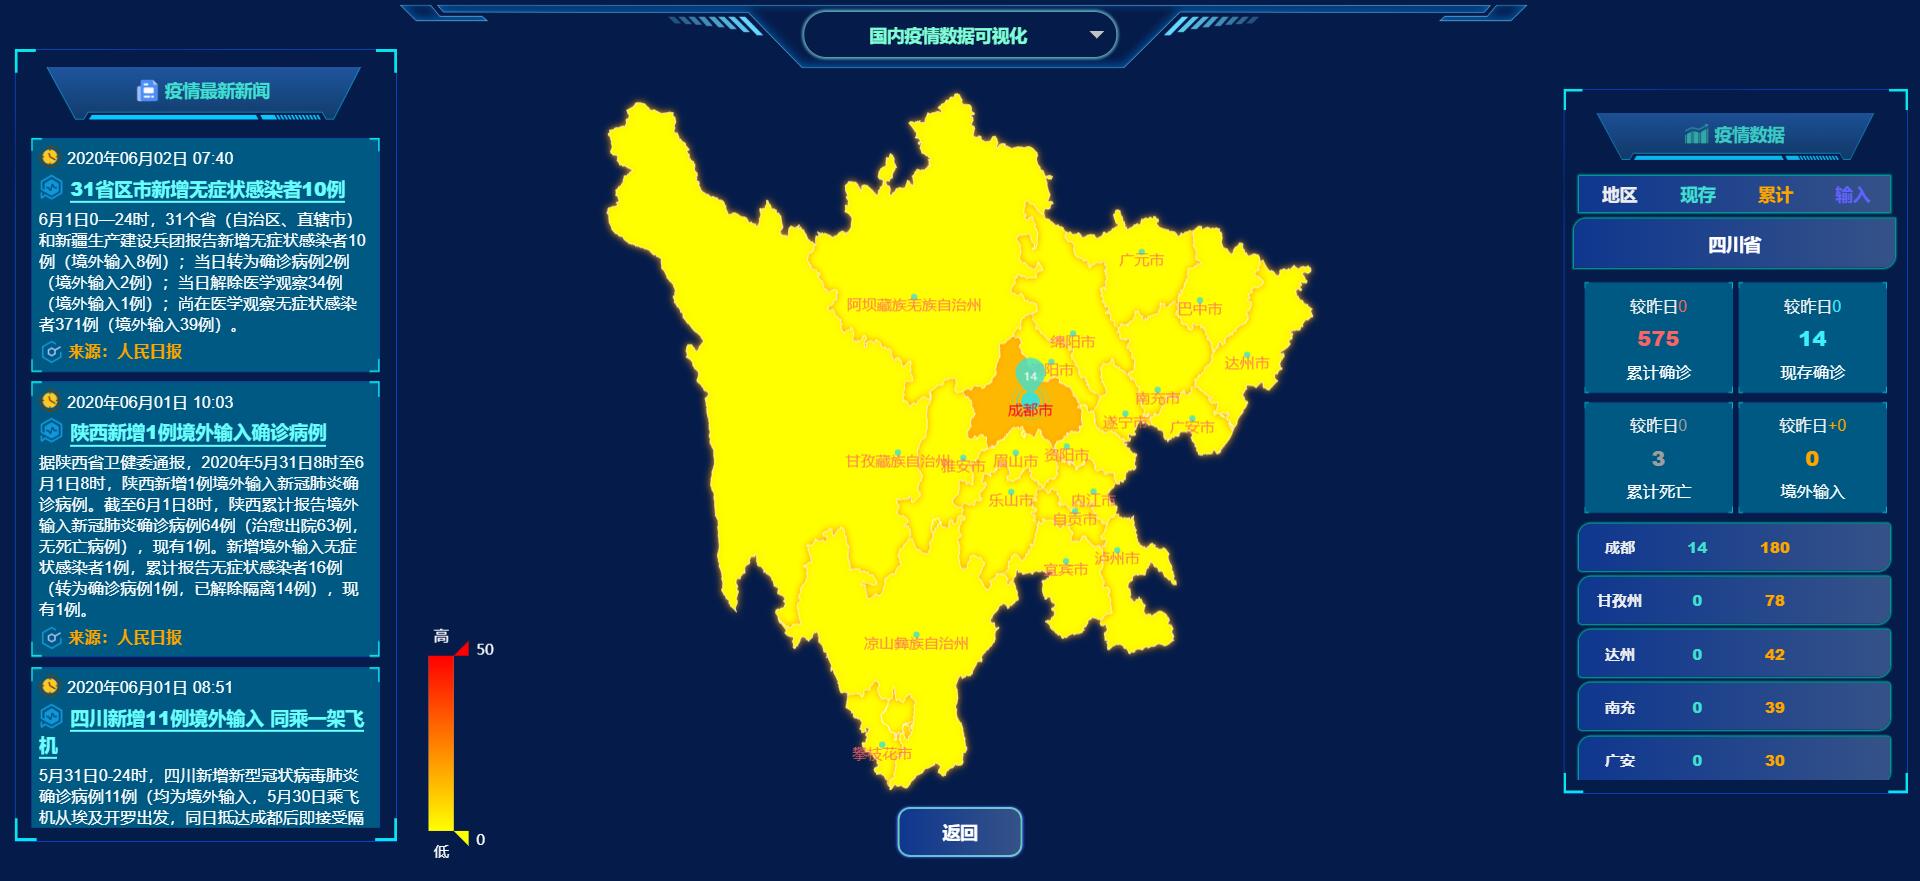 国内疫情数据可视化
疫情最新新闻
2020年06月02日 07:40
31省区市新增无症状感染者10例
6月1日0—24时，31个省（自治区、直辖市）
和新疆生产建设兵团报告新增无症状感染者10
例（境外输入8例）；当日转为确诊病例2例
（境外输入2例）；当日解除医学观察34例
（境外输入1例）；尚在医学观察无症状感染
者371例（境外输入39例）。
来源：人民日报
2020年06月01日 10:03
陕西新增1例境外输入确诊病例
据陕西省卫健委通报，2020年5月31日8时至6
月1日8时，陕西新增1例境外输入新冠肺炎确
诊病例。截至6月1日8时，陕西累计报告境外
输入新冠肺炎确诊病例64例（治愈出院63例，
无死亡病例），现有1例。新增境外输入无症
状感染者1例，累计报告无症状感染者16例
（转为确诊病例1例，已解除隔离14例），现
有1例。
来源：人民日报
2020年06月01日 08:51
四川新增11例境外输入 同乘一架飞
机
5月31日0-24时，四川新增新型冠状病毒肺炎
确诊病例11例（均为境外输入，5月30日乘飞
机从埃及开罗出发，同日抵达成都后即接受隔
高
50
0
低
广元市
阿坝藏族羌族自治州
巴中市
绵阳市
达州市
阳市
14
成都市
南充市
遂宁市
广安市
甘孜藏族自治州
雅安市
眉山市
资阳市
乐山市
内江市
自贡市
泸州市
宜宾市
凉山彝族自治州
攀枝花市
返回
疫情数据
地区 现存 累计 输入
四川省
较昨日0 较昨日0
575 14
累计确诊 现存确诊
较昨日0 较昨日+0
3 0
累计死亡 境外输入
成都 14 180
甘孜州 0 78
达州 0 42
南充 0 39
广安 0 30